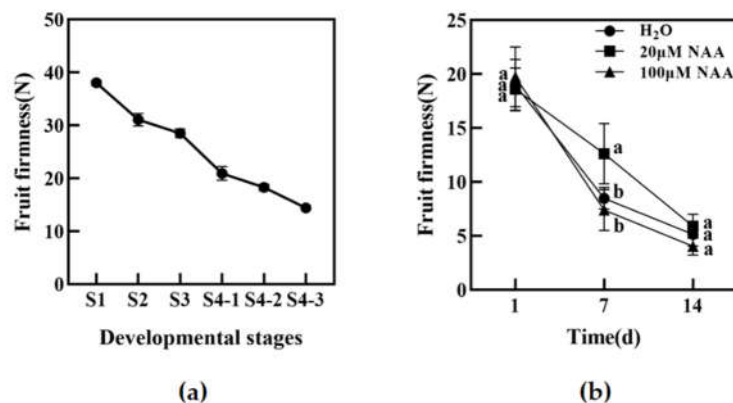 50
40
30
20
10
0
Fruit firmness(N)
S1 S2 S3 S4-1 S4-2 S4-3
Developmental stages
(a)
25
20
15
10
5
0
Fruit firmness(N)
H₂O
20μM NAA
100μM NAA
a
a
a
a
b
b
a
a
a
1 7 14
Time(d)
(b)